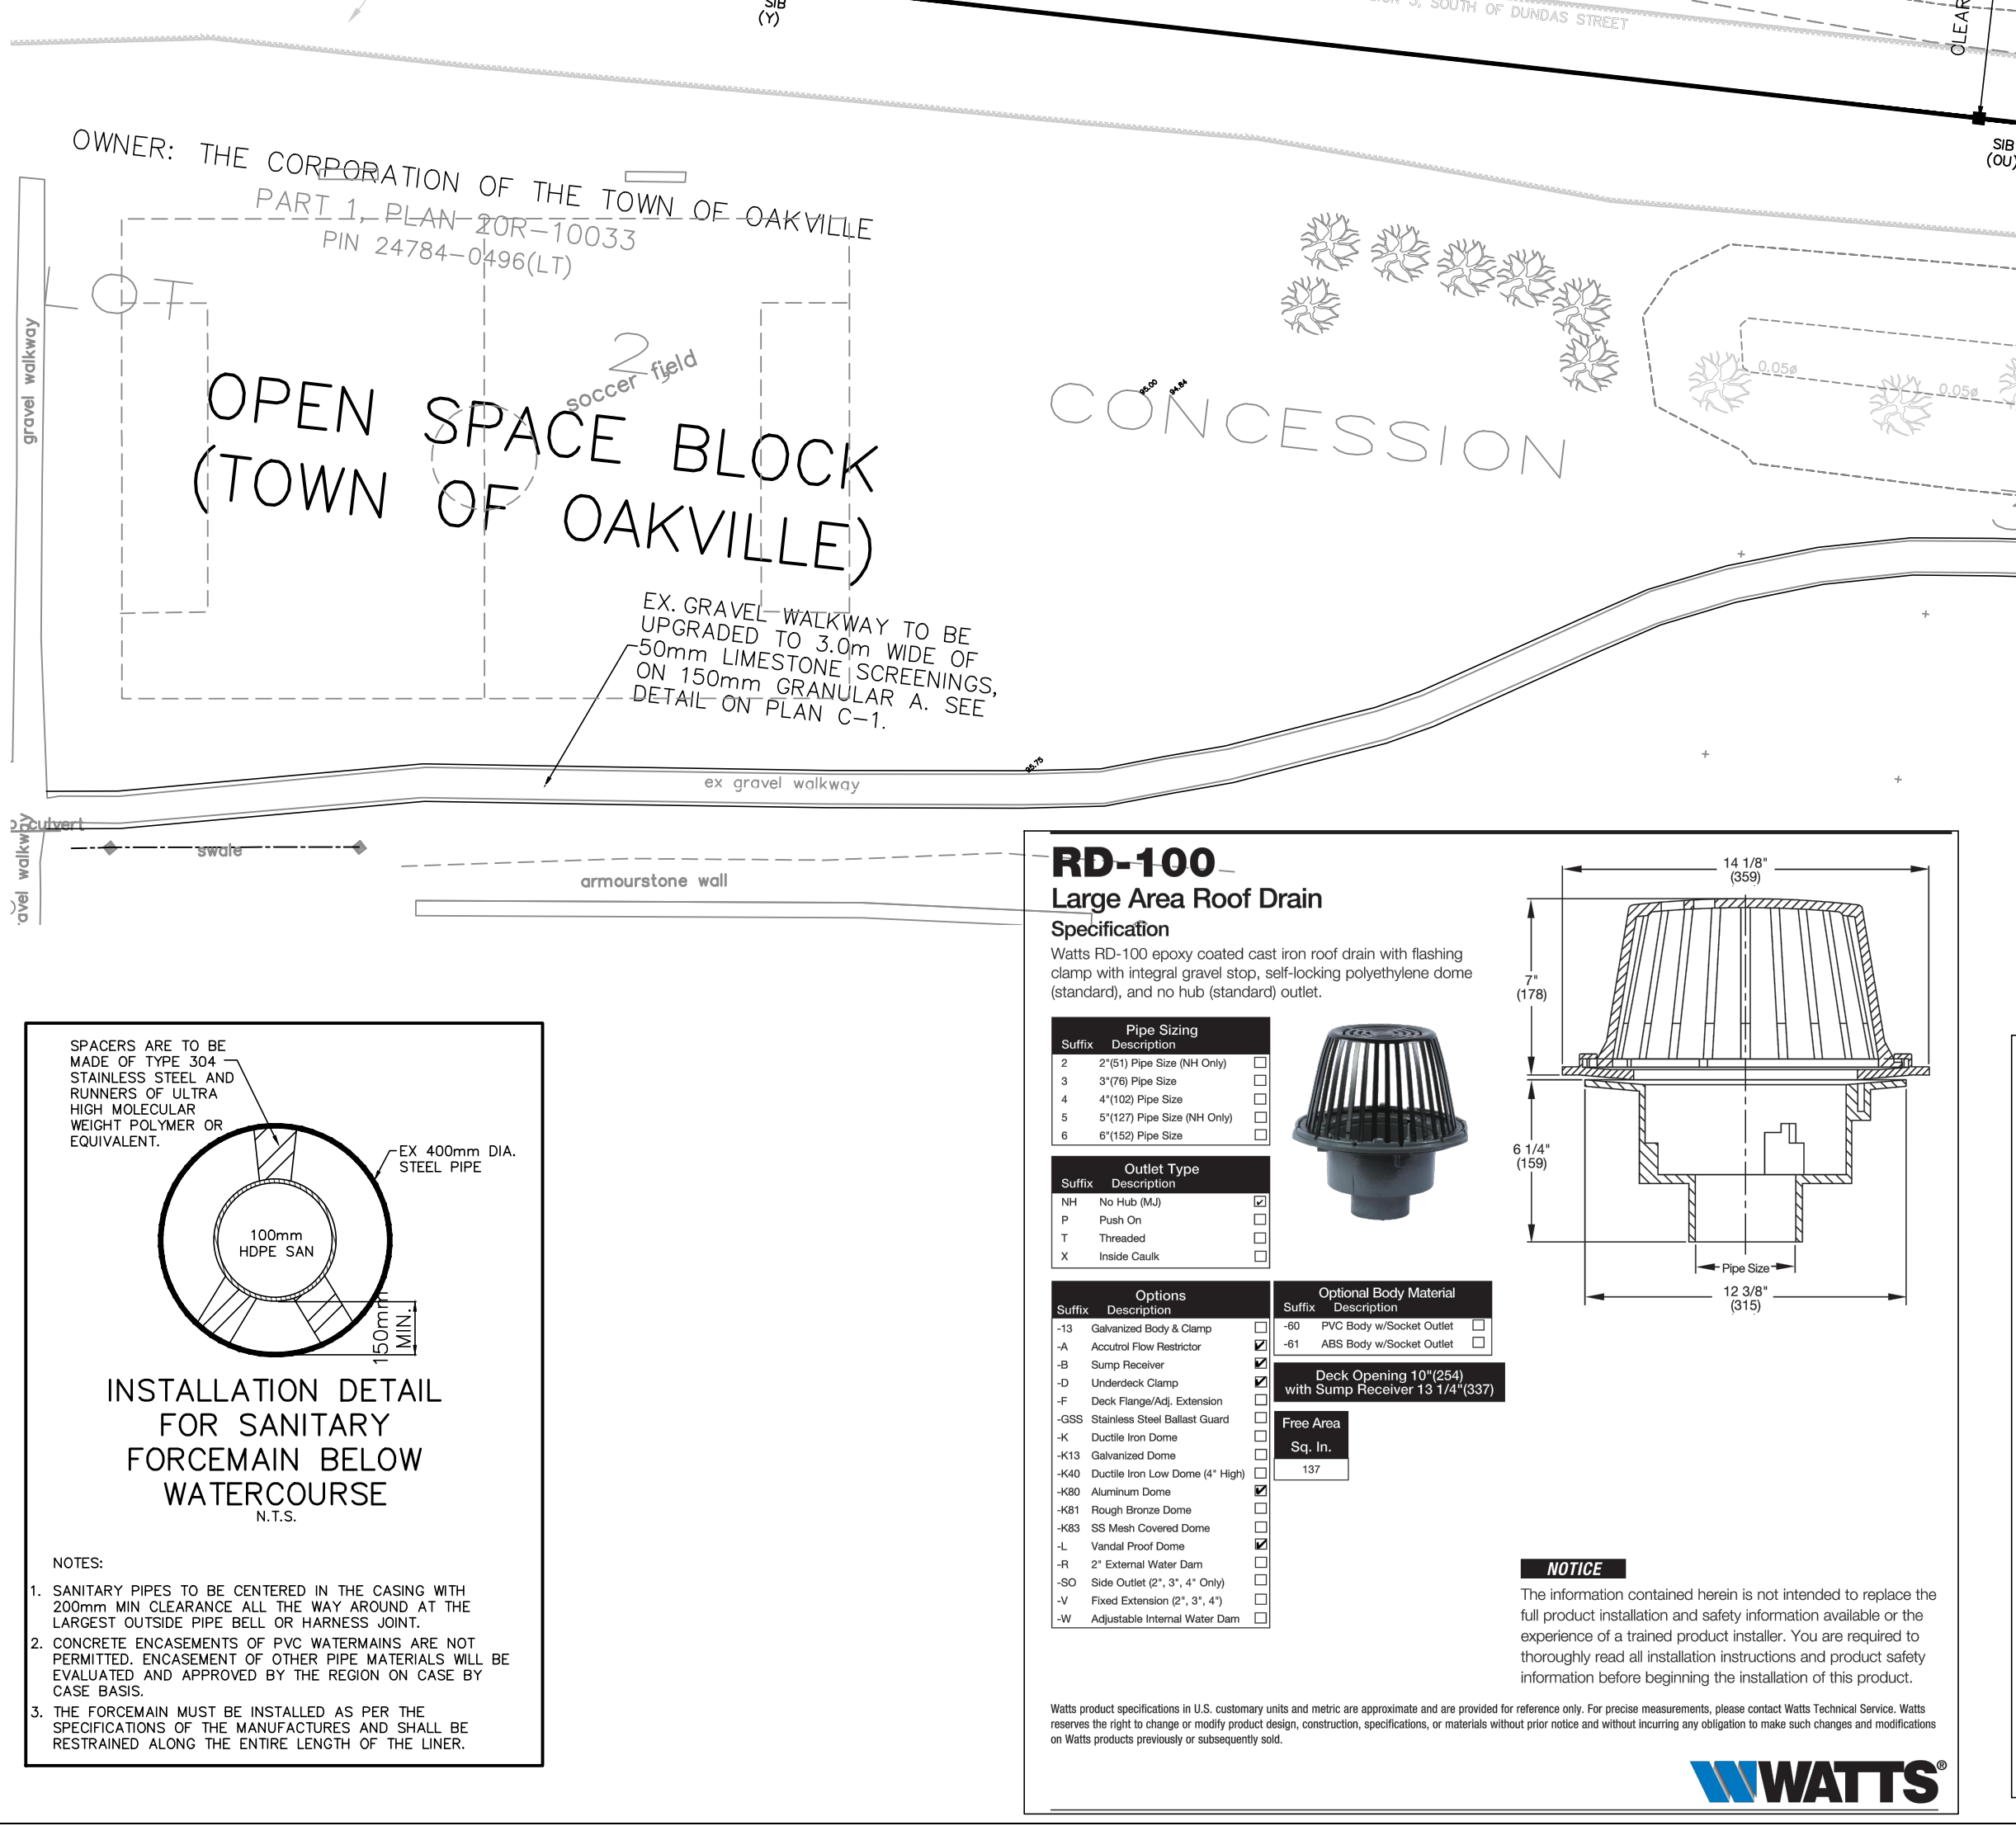 SIB
(Y)
SOUTH OF DUNDAS STREET
CLEAR
SIB
(OU)
OWNER: THE CORPORATION OF THE TOWN OF OAKVILLE
PART 1, PLAN 20R-10033
PIN 24784-0496(LT)
LOT
2
soccer field
gravel walkway
OPEN SPACE BLOCK
(TOWN OF OAKVILLE)
CONCESSION
95.00
94.84
0.05ø
0.05ø
EX. GRAVEL WALKWAY TO BE
UPGRADED TO 3.0m WIDE OF
50mm LIMESTONE SCREENINGS,
ON 150mm GRANULAR A. SEE
DETAIL ON PLAN C-1.
95.75
ex gravel walkway
culvert
swale
avel walkway
armourstone wall
SPACERS ARE TO BE
MADE OF TYPE 304
STAINLESS STEEL AND
RUNNERS OF ULTRA
HIGH MOLECULAR
WEIGHT POLYMER OR
EQUIVALENT.
EX 400mm DIA.
STEEL PIPE
100mm
HDPE SAN
150mm
MIN.
INSTALLATION DETAIL
FOR SANITARY
FORCEMAIN BELOW
WATERCOURSE
N.T.S.
NOTES:
1. SANITARY PIPES TO BE CENTERED IN THE CASING WITH
200mm MIN CLEARANCE ALL THE WAY AROUND AT THE
LARGEST OUTSIDE PIPE BELL OR HARNESS JOINT.
2. CONCRETE ENCASEMENTS OF PVC WATERMAINS ARE NOT
PERMITTED. ENCASEMENT OF OTHER PIPE MATERIALS WILL BE
EVALUATED AND APPROVED BY THE REGION ON CASE BY
CASE BASIS.
3. THE FORCEMAIN MUST BE INSTALLED AS PER THE
SPECIFICATIONS OF THE MANUFACTURES AND SHALL BE
RESTRAINED ALONG THE ENTIRE LENGTH OF THE LINER.
RD-100
Large Area Roof Drain
Specification
Watts RD-100 epoxy coated cast iron roof drain with flashing
clamp with integral gravel stop, self-locking polyethylene dome
(standard), and no hub (standard) outlet.
Pipe Sizing
Suffix Description
2 2"(51) Pipe Size (NH Only)
3 3"(76) Pipe Size
4 4"(102) Pipe Size
5 5"(127) Pipe Size (NH Only)
6 6"(152) Pipe Size
Outlet Type
Suffix Description
NH No Hub (MJ)
P Push On
T Threaded
X Inside Caulk
Options
Suffix Description
-13 Galvanized Body & Clamp
-A Accutrol Flow Restrictor
-B Sump Receiver
-D Underdeck Clamp
-F Deck Flange/Adj. Extension
-GSS Stainless Steel Ballast Guard
-K Ductile Iron Dome
-K13 Galvanized Dome
-K40 Ductile Iron Low Dome (4" High)
-K80 Aluminum Dome
-K81 Rough Bronze Dome
-K83 SS Mesh Covered Dome
-L Vandal Proof Dome
-R 2" External Water Dam
-SO Side Outlet (2", 3", 4" Only)
-V Fixed Extension (2", 3", 4")
-W Adjustable Internal Water Dam
Optional Body Material
Suffix Description
-60 PVC Body w/Socket Outlet
-61 ABS Body w/Socket Outlet
Deck Opening 10"(254)
with Sump Receiver 13 1/4"(337)
Free Area
Sq. In.
137
14 1/8"
(359)
7"
(178)
6 1/4"
(159)
Pipe Size
12 3/8"
(315)
NOTICE
The information contained herein is not intended to replace the
full product installation and safety information available or the
experience of a trained product installer. You are required to
thoroughly read all installation instructions and product safety
information before beginning the installation of this product.
Watts product specifications in U.S. customary units and metric are approximate and are provided for reference only. For precise measurements, please contact Watts Technical Service. Watts
reserves the right to change or modify product design, construction, specifications, or materials without prior notice and without incurring any obligation to make such changes and modifications
on Watts products previously or subsequently sold.
WATTS®